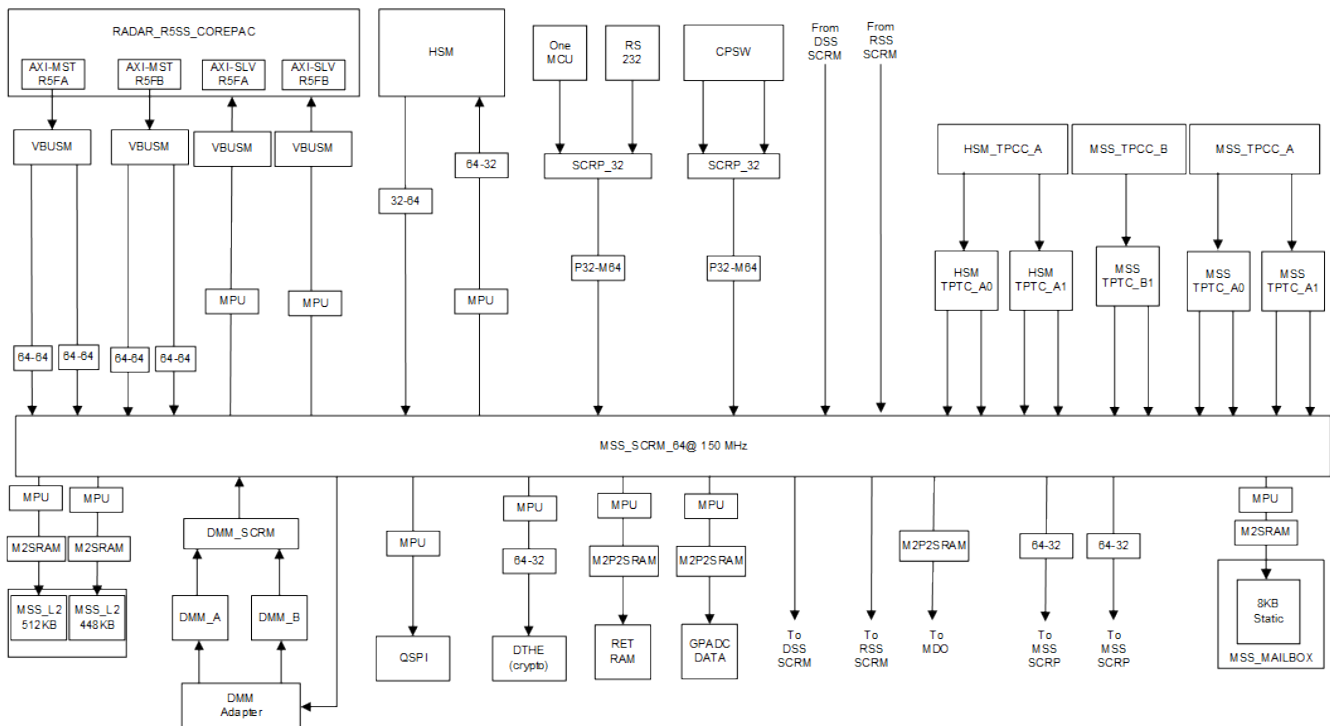 RADAR_R5SS_COREPAC
AXI-MST
R5FA
AXI-MST
R5FB
AXI-SLV
R5FA
AXI-SLV
R5FB
HSM
One
MCU
RS
232
CPSW
From
DSS
SCRM
From
RSS
SCRM
VBUSM
VBUSM
VBUSM
VBUSM
64-32
32-64
SCRP_32
SCRP_32
HSM_TPCC_A
MSS_TPCC_B
MSS_TPCC_A
P32-M64
P32-M64
HSM
TPTC_A0
HSM
TPTC_A1
MSS
TPTC_B1
MSS
TPTC_A0
MSS
TPTC_A1
MPU
MPU
MPU
64-64
64-64
64-64
64-64
MSS_SCRM_64@ 150 MHz
MPU
MPU
MPU
MPU
MPU
MPU
MPU
M2SRAM
M2SRAM
DMM_SCRM
64-32
M2P2SRAM
M2P2SRAM
M2P2SRAM
64-32
64-32
M2SRAM
MSS_L2
512KB
MSS_L2
448KB
DMM_A
DMM_B
QSPI
DTHE
(crypto)
RET
RAM
GPADC
DATA
To
DSS
SCRM
To
RSS
SCRM
To
MDO
To
MSS
SCRP
To
MSS
SCRP
8KB
Static
MSS_MAILBOX
DMM
Adapter